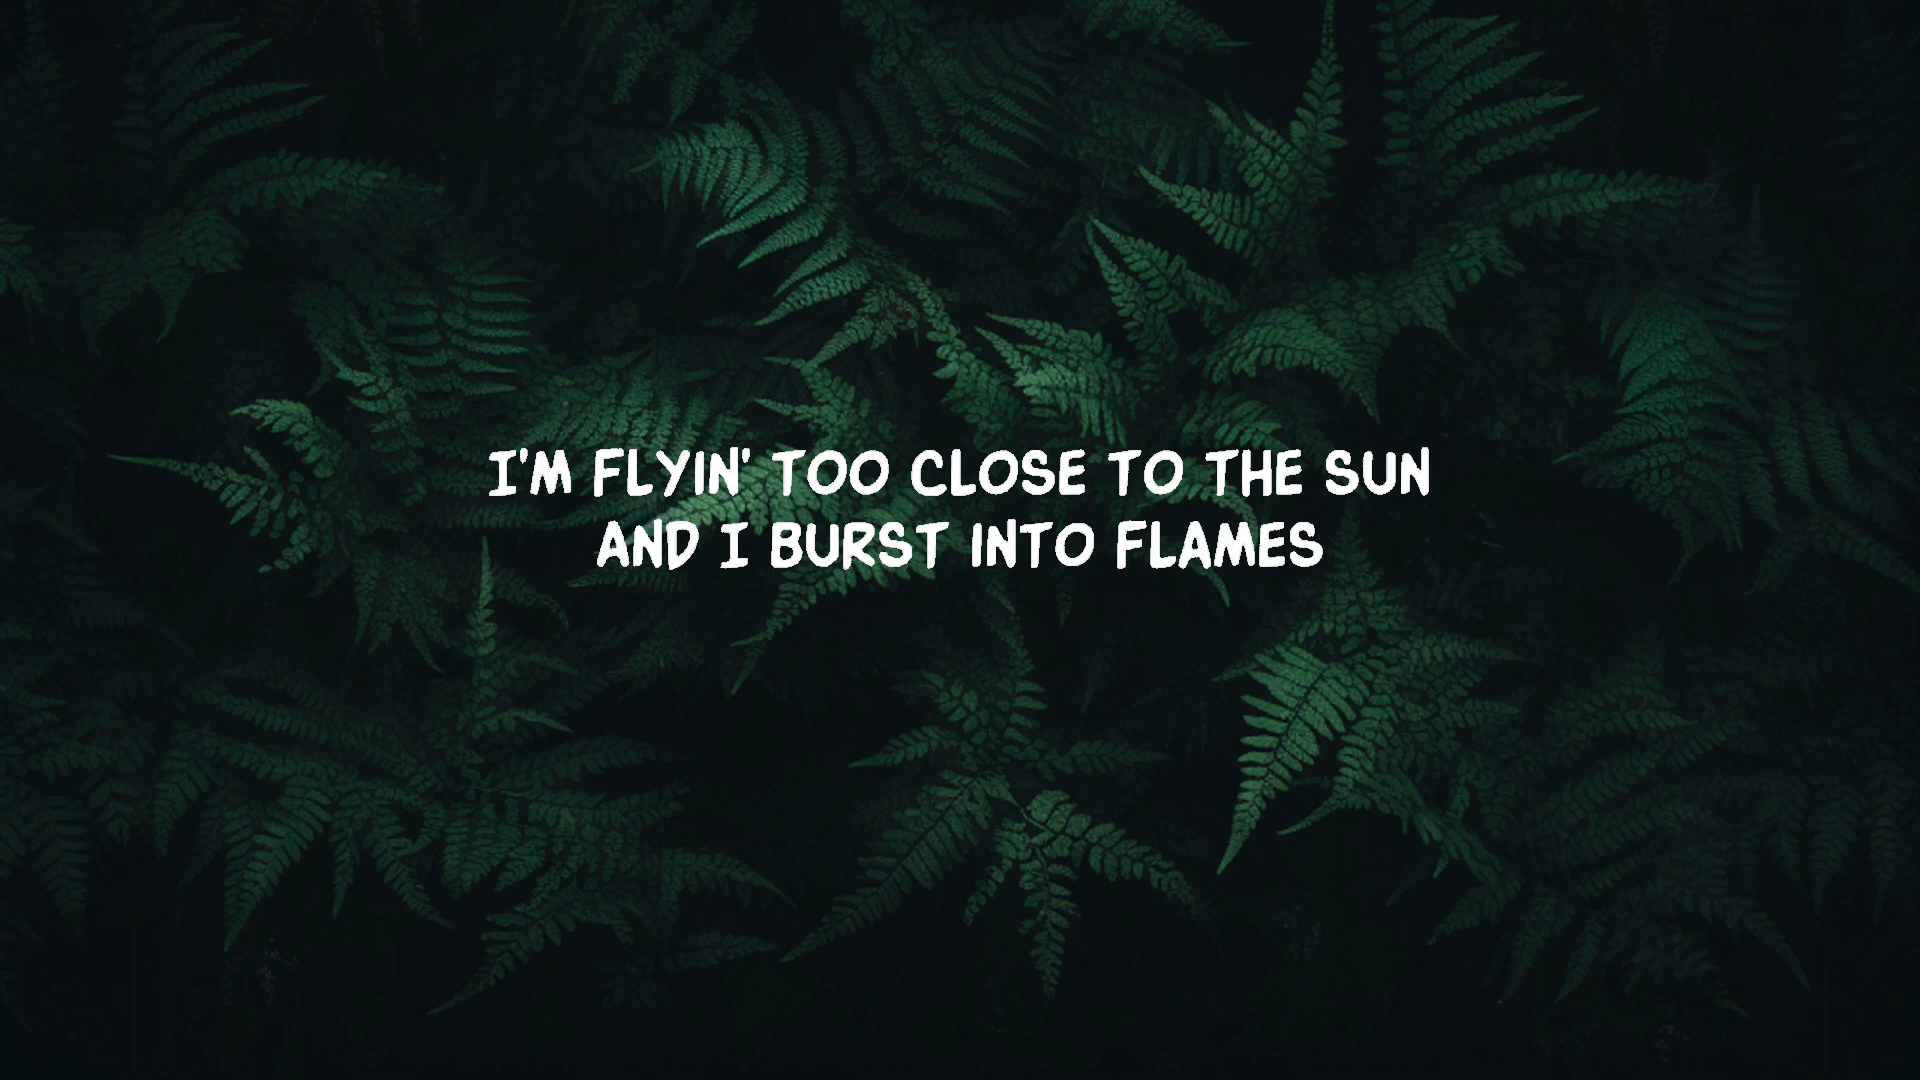 I'M FLYIN' TOO CLOSE TO THE SUN
AND I BURST INTO FLAMES